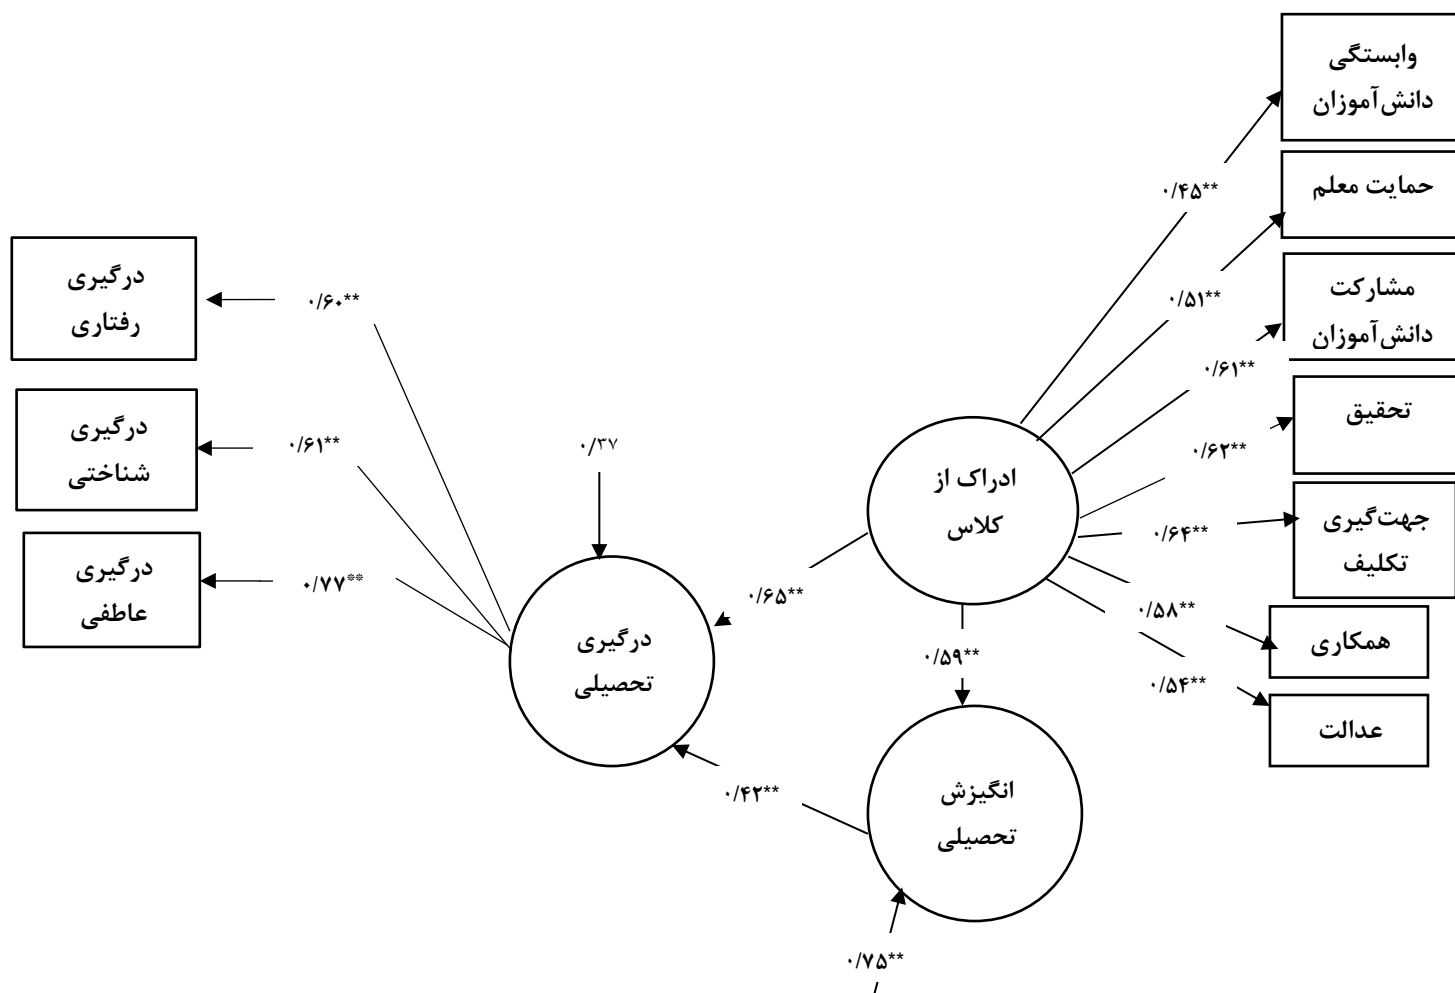 وابستگی
دانش‌آموزان
۰/۴۵**
حمایت معلم
۰/۵۱**
مشارکت
دانش‌آموزان
۰/۶۱**
تحقیق
۰/۶۲**
جهت‌گیری
تکلیف
۰/۶۴**
همکاری
۰/۵۸**
عدالت
۰/۵۴**
ادراک از
کلاس
۰/۶۵**
۰/۵۹**
انگیزش
تحصیلی
۰/۴۲**
۰/۷۵**
۰/۳۷
درگیری
تحصیلی
۰/۶۰**
درگیری
رفتاری
۰/۶۱**
درگیری
شناختی
۰/۷۷**
درگیری
عاطفی